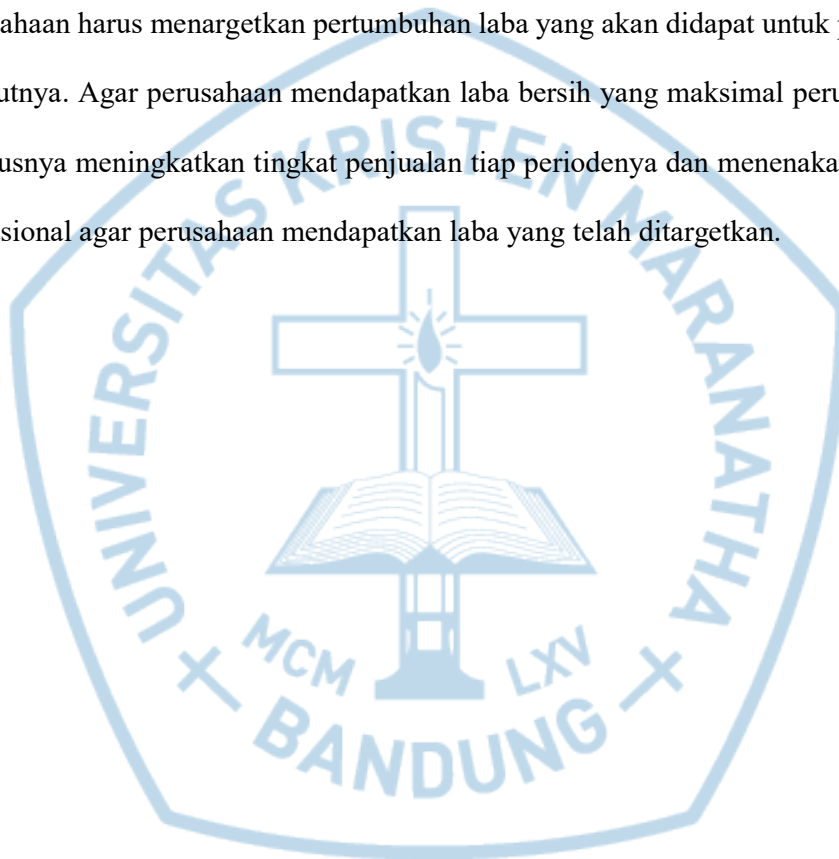 ahaan harus menargetkan pertumbuhan laba yang akan didapat untuk
utnya. Agar perusahaan mendapatkan laba bersih yang maksimal peru
usnya meningkatkan tingkat penjualan tiap periodenya dan menenaka
sional agar perusahaan mendapatkan laba yang telah ditargetkan.
UNIVERSITAS KRISTEN MARANATHA
MCM LXV
BANDUNG